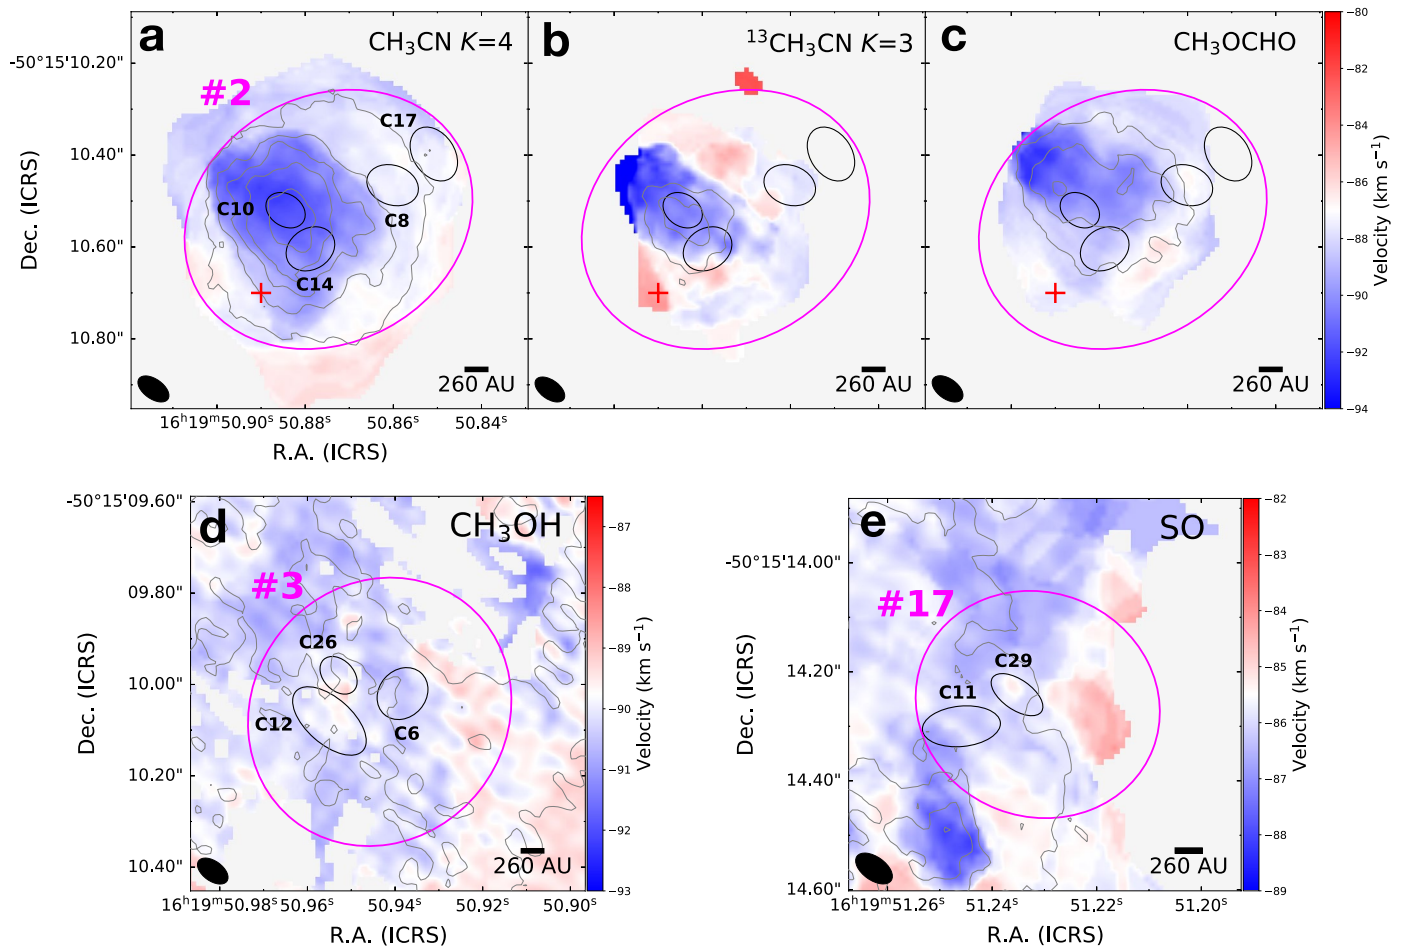 a
CH₃CN K=4
#2
C17
C10
C8
C14
260 AU
-50°15'10.20"
10.40"
10.60"
10.80"
Dec. (ICRS)
16ʰ19ᵐ50.90ˢ 50.88ˢ 50.86ˢ 50.84ˢ
R.A. (ICRS)
b
¹³CH₃CN K=3
260 AU
c
CH₃OCHO
260 AU
−80
−82
−84
−86
−88
−90
−92
−94
Velocity (km s⁻¹)
d
CH₃OH
#3
C26
C12
C6
260 AU
-50°15'09.60"
09.80"
10.00"
10.20"
10.40"
Dec. (ICRS)
16ʰ19ᵐ50.98ˢ 50.96ˢ 50.94ˢ 50.92ˢ 50.90ˢ
R.A. (ICRS)
−87
−88
−89
−90
−91
−92
−93
Velocity (km s⁻¹)
e
SO
#17
C29
C11
260 AU
-50°15'14.00"
14.20"
14.40"
14.60"
Dec. (ICRS)
16ʰ19ᵐ51.26ˢ 51.24ˢ 51.22ˢ 51.20ˢ
R.A. (ICRS)
−82
−83
−84
−85
−86
−87
−88
−89
Velocity (km s⁻¹)